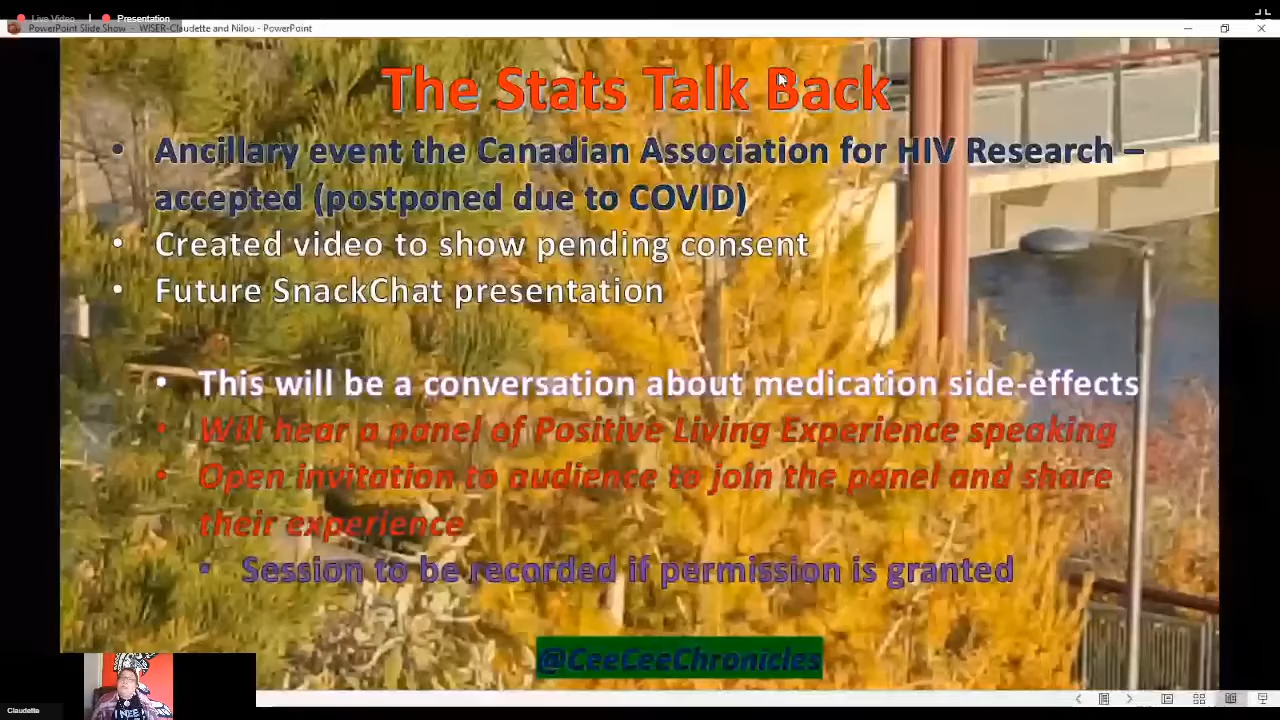 Live Video
Presentation
PowerPoint Slide Show - WISER-Claudette and Nilou - PowerPoint
The Stats Talk Back
• Ancillary event the Canadian Association for HIV Research –
accepted (postponed due to COVID)
• Created video to show pending consent
• Future SnackChat presentation
• This will be a conversation about medication side-effects
• Will hear a panel of Positive Living Experience speaking
• Open invitation to audience to join the panel and share
their experience
• Session to be recorded if permission is granted
@CeeCeeChronicles
Claudette